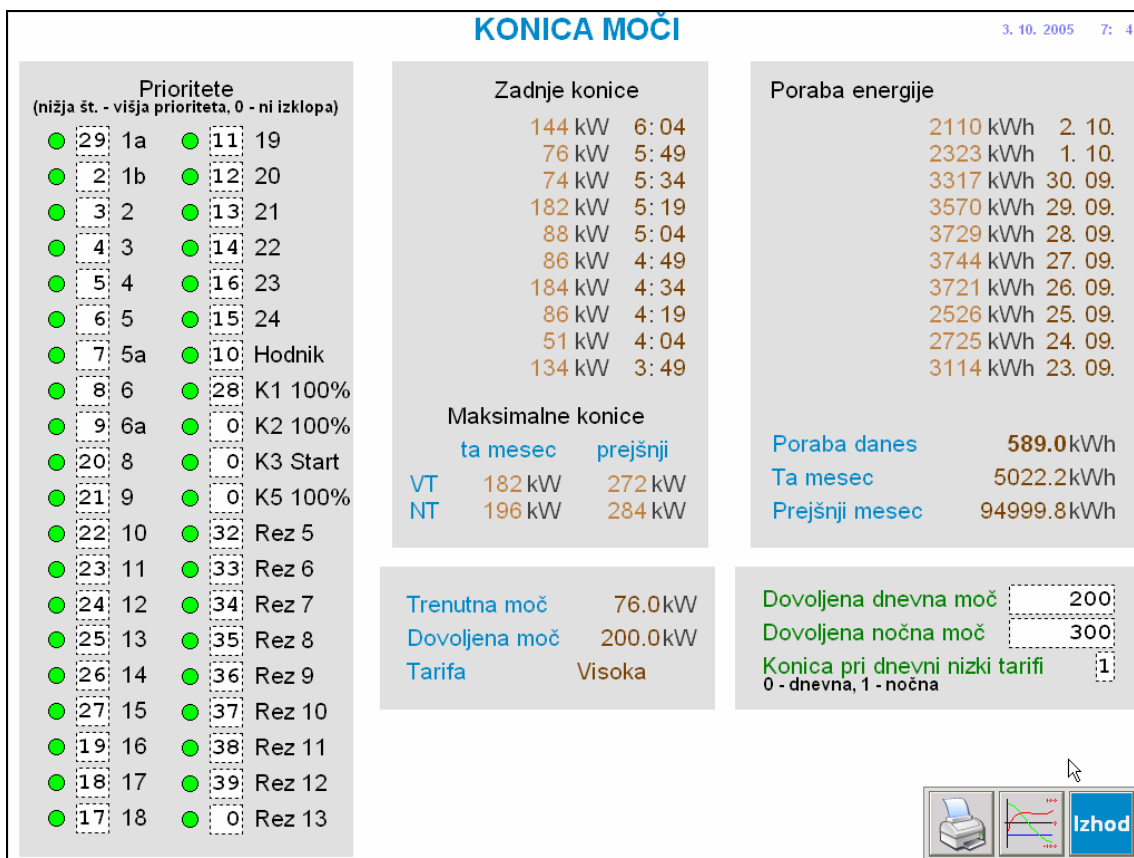 KONICA MOČI
3. 10. 2005 7: 4
Prioritete
(nižja št. - višja prioriteta, 0 - ni izklopa)
29 1a 11 19
2 1b 12 20
3 2 13 21
4 3 14 22
5 4 16 23
6 5 15 24
7 5a 10 Hodnik
8 6 28 K1 100%
9 6a 0 K2 100%
20 8 0 K3 Start
21 9 0 K5 100%
22 10 32 Rez 5
23 11 33 Rez 6
24 12 34 Rez 7
25 13 35 Rez 8
26 14 36 Rez 9
27 15 37 Rez 10
19 16 38 Rez 11
18 17 39 Rez 12
17 18 0 Rez 13
Zadnje konice
144 kW 6:04
76 kW 5:49
74 kW 5:34
182 kW 5:19
88 kW 5:04
86 kW 4:49
184 kW 4:34
86 kW 4:19
51 kW 4:04
134 kW 3:49
Maksimalne konice
ta mesec prejšnji
VT 182 kW 272 kW
NT 196 kW 284 kW
Poraba energije
2110 kWh 2. 10.
2323 kWh 1. 10.
3317 kWh 30. 09.
3570 kWh 29. 09.
3729 kWh 28. 09.
3744 kWh 27. 09.
3721 kWh 26. 09.
2526 kWh 25. 09.
2725 kWh 24. 09.
3114 kWh 23. 09.
Poraba danes 589.0kWh
Ta mesec 5022.2kWh
Prejšnji mesec 94999.8kWh
Trenutna moč 76.0kW
Dovoljena moč 200.0kW
Tarifa Visoka
Dovoljena dnevna moč 200
Dovoljena nočna moč 300
Konica pri dnevni nizki tarifi 1
0 - dnevna, 1 - nočna
Izhod